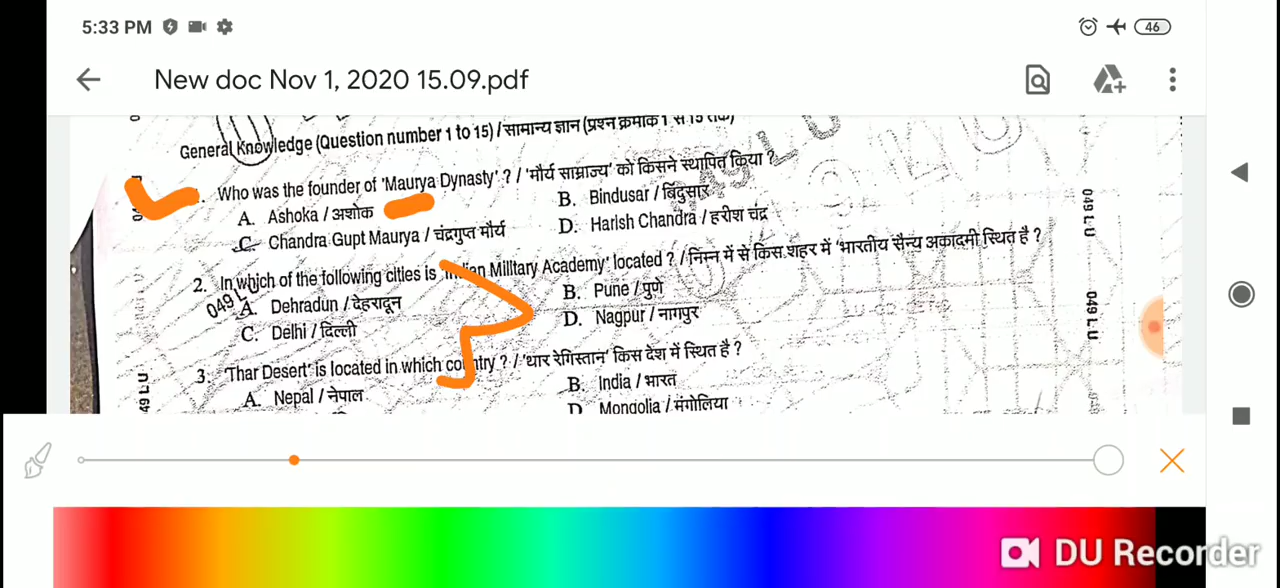 5:33 PM
46
New doc Nov 1, 2020 15.09.pdf
General Knowledge (Question number 1 to 15) / सामान्य ज्ञान (प्रश्न क्रमांक 1 से 15 तक)
Who was the founder of 'Maurya Dynasty' ? / 'मौर्य साम्राज्य' को किसने स्थापित किया ?
A. Ashoka / अशोक B. Bindusar / बिंदुसार
C. Chandra Gupt Maurya / चंद्रगुप्त मौर्य D. Harish Chandra / हरीश चंद्र
2. In which of the following cities is 'Indian Military Academy' located ? / निम्न में से किस शहर में 'भारतीय सैन्य अकादमी स्थित है ?
A. Dehradun / देहरादून B. Pune / पुणे
C. Delhi / दिल्ली D. Nagpur / नागपुर
3. 'Thar Desert' is located in which country ? / 'थार रेगिस्तान' किस देश में स्थित है ?
A. Nepal / नेपाल B. India / भारत
D Mongolia / मंगोलिया
049 L U
049 L U
49 L U
049 L
DU Recorder